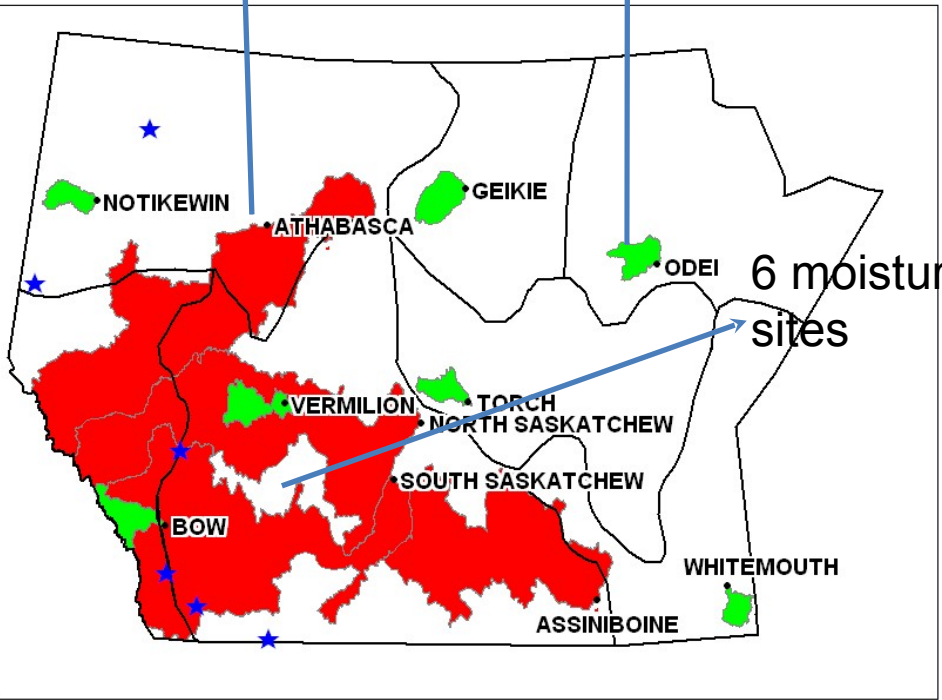 NOTIKEWIN
GEIKIE
ATHABASCA
ODEI
6 moistur
sites
VERMILION
TORCH
NORTH SASKATCHEW
SOUTH SASKATCHEW
BOW
WHITEMOUTH
ASSINIBOINE